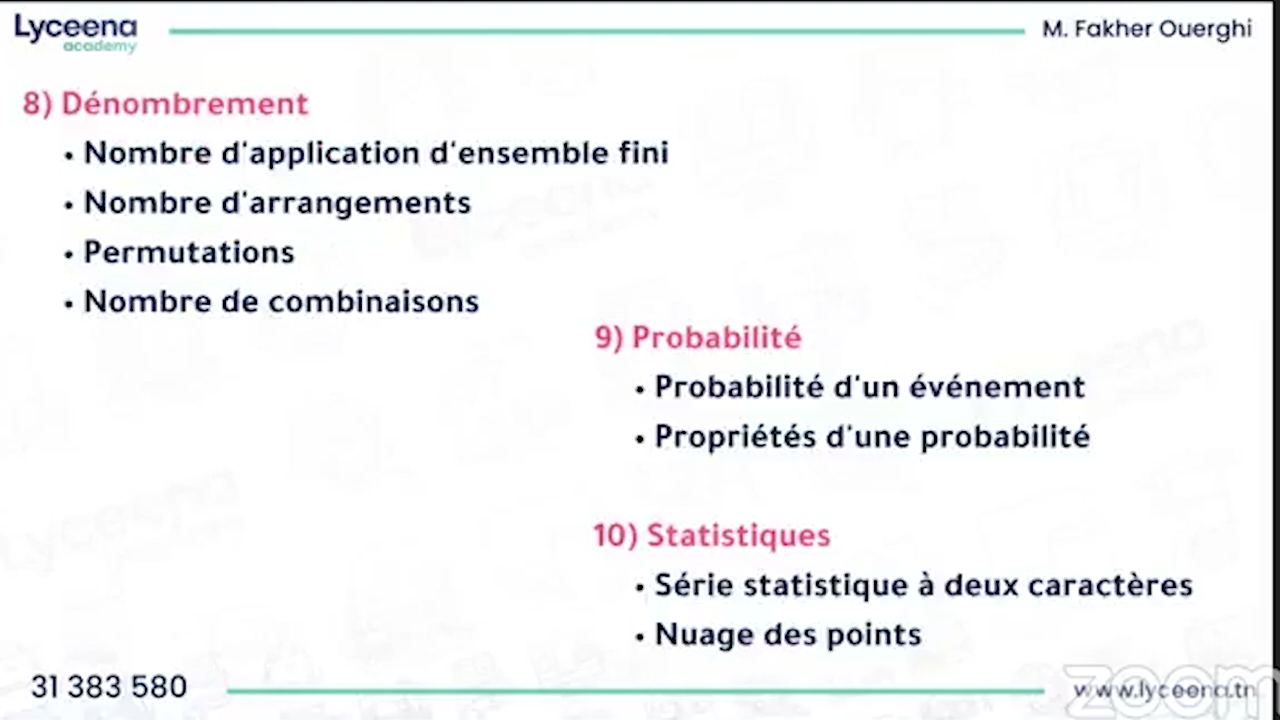 Lyceena
academy
M. Fakher Ouerghi
8) Dénombrement
• Nombre d'application d'ensemble fini
• Nombre d'arrangements
• Permutations
• Nombre de combinaisons
9) Probabilité
• Probabilité d'un événement
• Propriétés d'une probabilité
10) Statistiques
• Série statistique à deux caractères
• Nuage des points
31 383 580
www.lyceena.tn
zoom